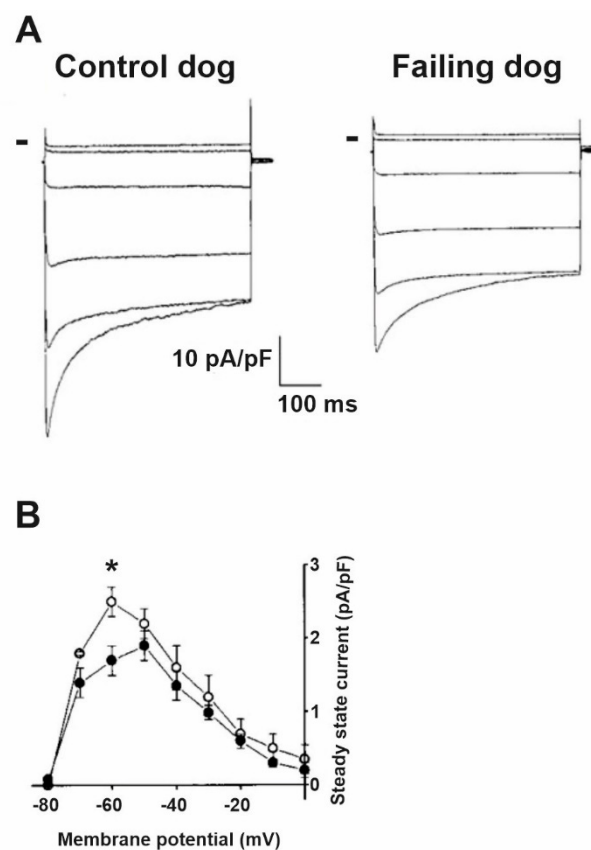 A
Control dog
Failing dog
10 pA/pF
100 ms
B
*
3
2
1
0
Steady state current (pA/pF)
-80
-60
-40
-20
Membrane potential (mV)